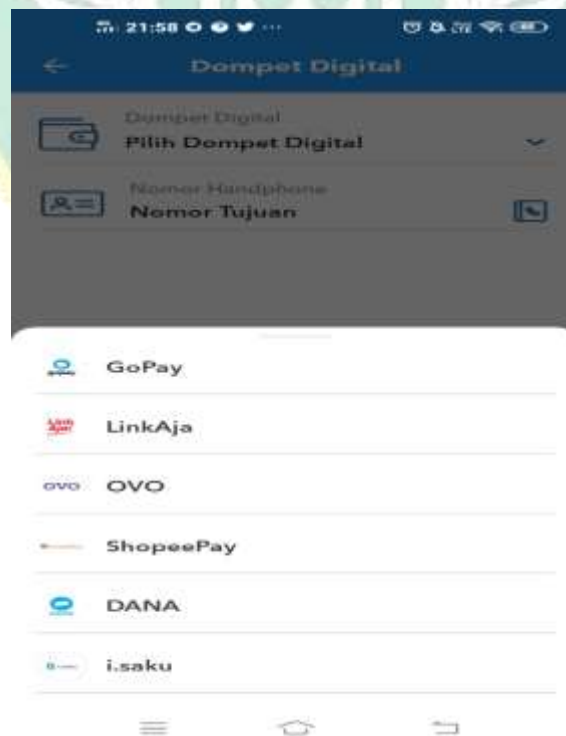 21:58
Dompet Digital
Dompet Digital
Pilih Dompet Digital
Nomor Handphone
Nomor Tujuan
GoPay
LinkAja
OVO OVO
ShopeePay
DANA
i.saku